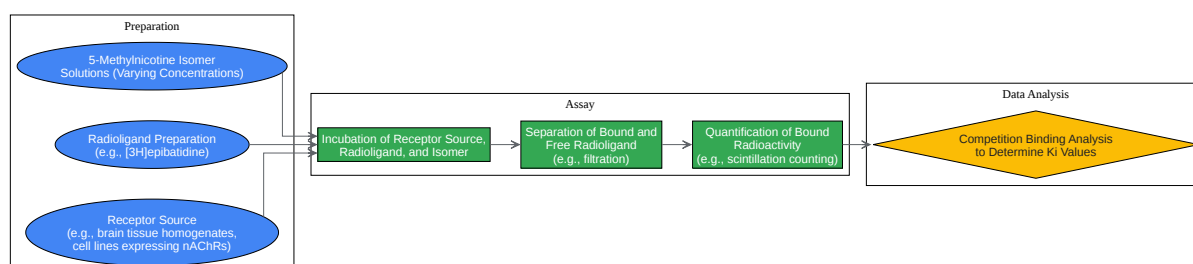 Preparation
5-Methylnicotine Isomer
Solutions (Varying Concentrations)
Radioligand Preparation
(e.g., [3H]epibatidine)
Receptor Source
(e.g., brain tissue homogenates,
cell lines expressing nAChRs)
Assay
Incubation of Receptor Source,
Radioligand, and Isomer
Separation of Bound and
Free Radioligand
(e.g., filtration)
Quantification of Bound
Radioactivity
(e.g., scintillation counting)
Data Analysis
Competition Binding Analysis
to Determine Ki Values